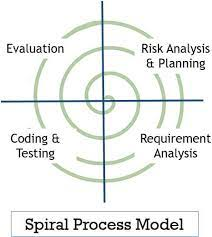 Evaluation
Risk Analysis
& Planning
Coding &
Testing
Requirement
Analysis
Spiral Process Model